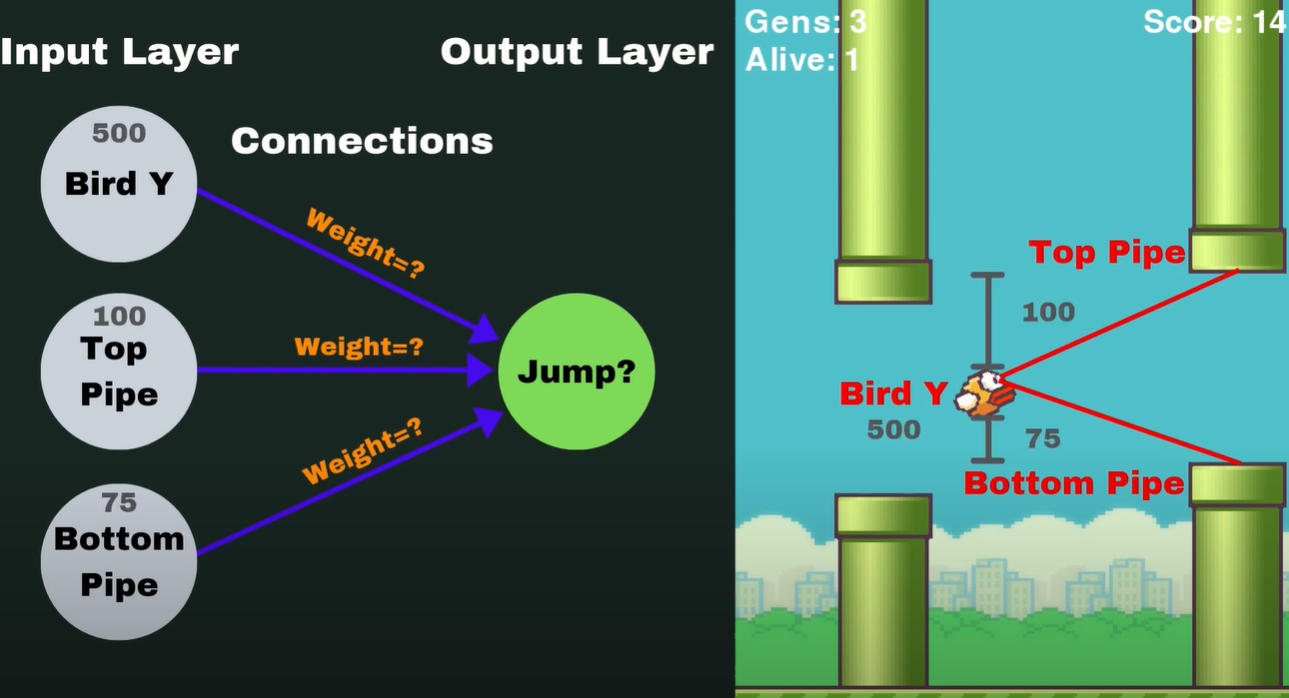 Input Layer
Output Layer
Connections
500
Bird Y
Weight=?
100
Top
Pipe
Weight=?
Jump?
75
Bottom
Pipe
Weight=?
Gens: 3
Score: 14
Alive: 1
Top Pipe
100
Bird Y
500
75
Bottom Pipe